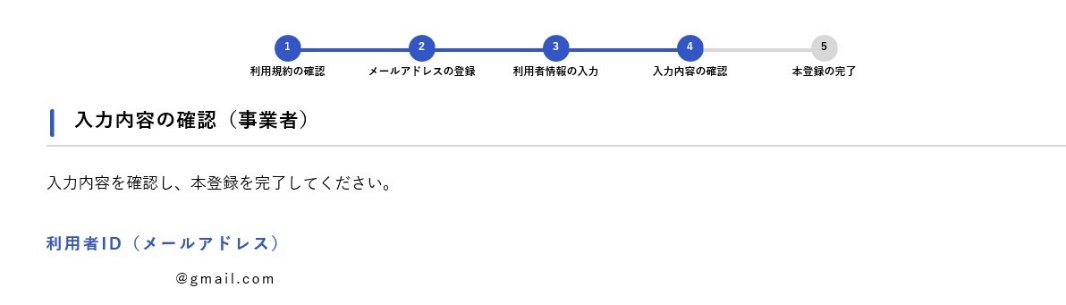 1 2 3 4 5
利用規約の確認 メールアドレスの登録 利用者情報の入力 入力内容の確認 本登録の完了
入力内容の確認（事業者）
入力内容を確認し、本登録を完了してください。
利用者ID（メールアドレス）
@gmail.com